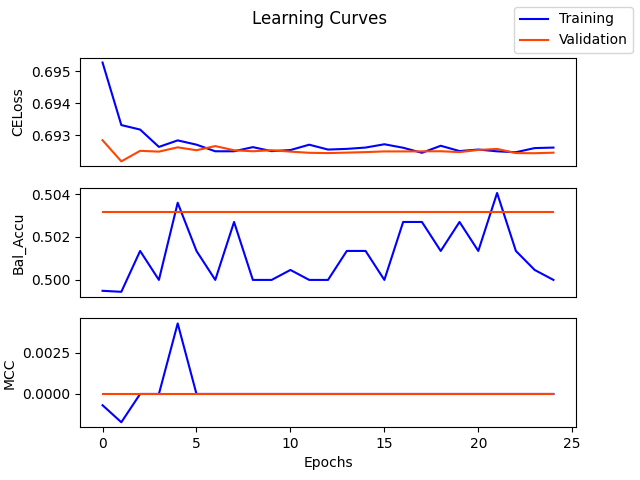 Learning Curves
Training
Validation
CELoss
0.695
0.694
0.693
Bal_Accu
0.504
0.502
0.500
MCC
0.0025
0.0000
0 5 10 15 20 25
Epochs